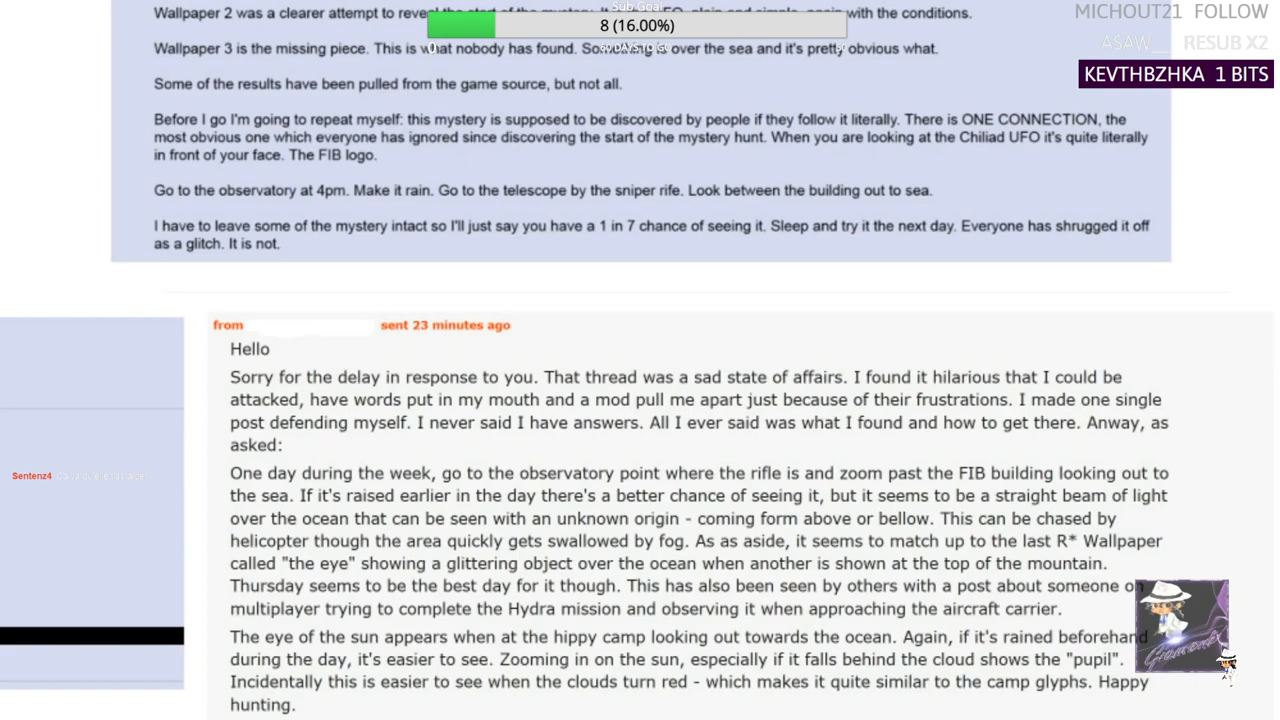 Sub Goal
MICHOUT21 FOLLOW
Wallpaper 2 was a clearer attempt to reveal the start of the mystery. with the conditions.
8 (16.00%)
ASAW__ RESUB X2
Wallpaper 3 is the missing piece. This is what nobody has found. Something is over the sea and it's pretty obvious what.
0
KEVTHBZHKA 1 BITS
Some of the results have been pulled from the game source, but not all.
Before I go I'm going to repeat myself: this mystery is supposed to be discovered by people if they follow it literally. There is ONE CONNECTION, the
most obvious one which everyone has ignored since discovering the start of the mystery hunt. When you are looking at the Chiliad UFO it's quite literally
in front of your face. The FIB logo.
Go to the observatory at 4pm. Make it rain. Go to the telescope by the sniper rife. Look between the building out to sea.
I have to leave some of the mystery intact so I'll just say you have a 1 in 7 chance of seeing it. Sleep and try it the next day. Everyone has shrugged it off
as a glitch. It is not.
from sent 23 minutes ago
Hello
Sorry for the delay in response to you. That thread was a sad state of affairs. I found it hilarious that I could be
attacked, have words put in my mouth and a mod pull me apart just because of their frustrations. I made one single
post defending myself. I never said I have answers. All I ever said was what I found and how to get there. Anway, as
asked:
One day during the week, go to the observatory point where the rifle is and zoom past the FIB building looking out to
Sentenz4
the sea. If it's raised earlier in the day there's a better chance of seeing it, but it seems to be a straight beam of light
over the ocean that can be seen with an unknown origin - coming form above or bellow. This can be chased by
helicopter though the area quickly gets swallowed by fog. As as aside, it seems to match up to the last R* Wallpaper
called "the eye" showing a glittering object over the ocean when another is shown at the top of the mountain.
Thursday seems to be the best day for it though. This has also been seen by others with a post about someone on
multiplayer trying to complete the Hydra mission and observing it when approaching the aircraft carrier.
The eye of the sun appears when at the hippy camp looking out towards the ocean. Again, if it's rained beforehand
during the day, it's easier to see. Zooming in on the sun, especially if it falls behind the cloud shows the "pupil".
Incidentally this is easier to see when the clouds turn red - which makes it quite similar to the camp glyphs. Happy
hunting.